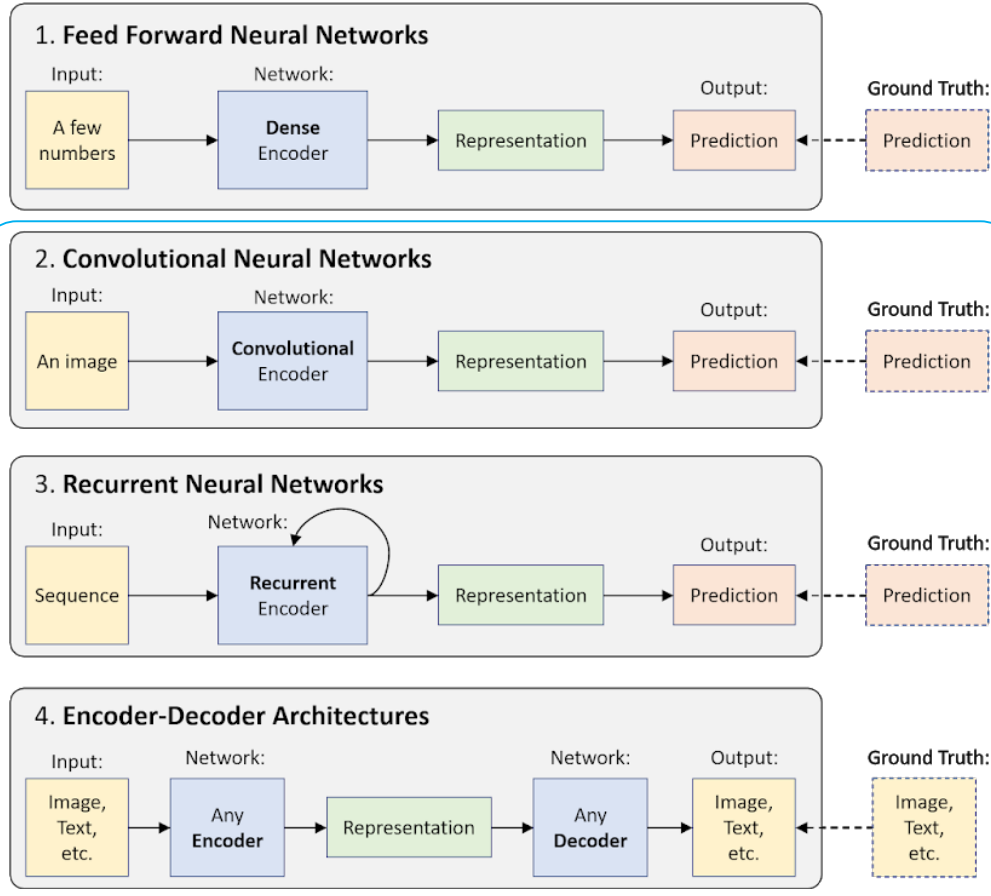 1. Feed Forward Neural Networks
Input:
Network:
Output:
Ground Truth:
A few
numbers
Dense
Encoder
Representation
Prediction
Prediction
2. Convolutional Neural Networks
Input:
Network:
Output:
Ground Truth:
An image
Convolutional
Encoder
Representation
Prediction
Prediction
3. Recurrent Neural Networks
Input:
Network:
Output:
Ground Truth:
Sequence
Recurrent
Encoder
Representation
Prediction
Prediction
4. Encoder-Decoder Architectures
Input:
Network:
Network:
Output:
Ground Truth:
Image,
Text,
etc.
Any
Encoder
Representation
Any
Decoder
Image,
Text,
etc.
Image,
Text,
etc.